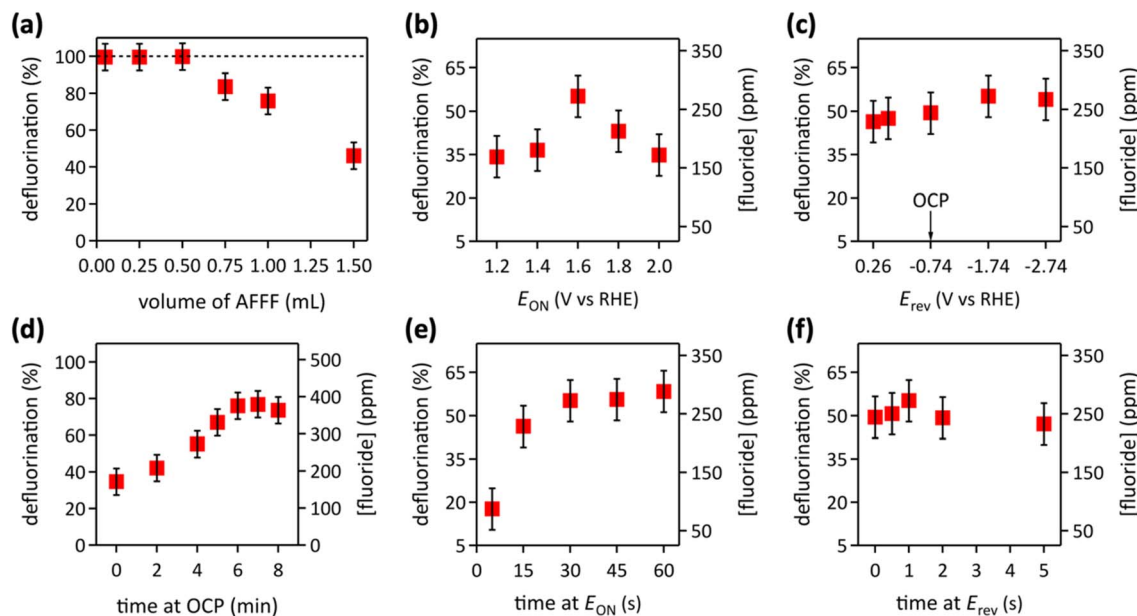 (a)
defluorination (%)
100
80
60
40
20
0
0.00 0.25 0.50 0.75 1.00 1.50
volume of AFFF (mL)
(b)
defluorination (%)
65
50
35
20
5
350
250
150
50
[fluoride] (ppm)
1.2 1.4 1.6 1.8 2.0
E_ON (V vs RHE)
(c)
defluorination (%)
65
50
35
20
5
OCP
350
250
150
50
[fluoride] (ppm)
0.26 -0.74 -1.74 -2.74
E_rev (V vs RHE)
(d)
defluorination (%)
100
80
60
40
20
0
500
400
300
200
100
0
[fluoride] (ppm)
0 2 4 6 8
time at OCP (min)
(e)
defluorination (%)
65
50
35
20
5
350
250
150
50
[fluoride] (ppm)
0 15 30 45 60
time at E_ON (s)
(f)
defluorination (%)
65
50
35
20
5
350
250
150
50
[fluoride] (ppm)
0 1 2 3 4 5
time at E_rev (s)